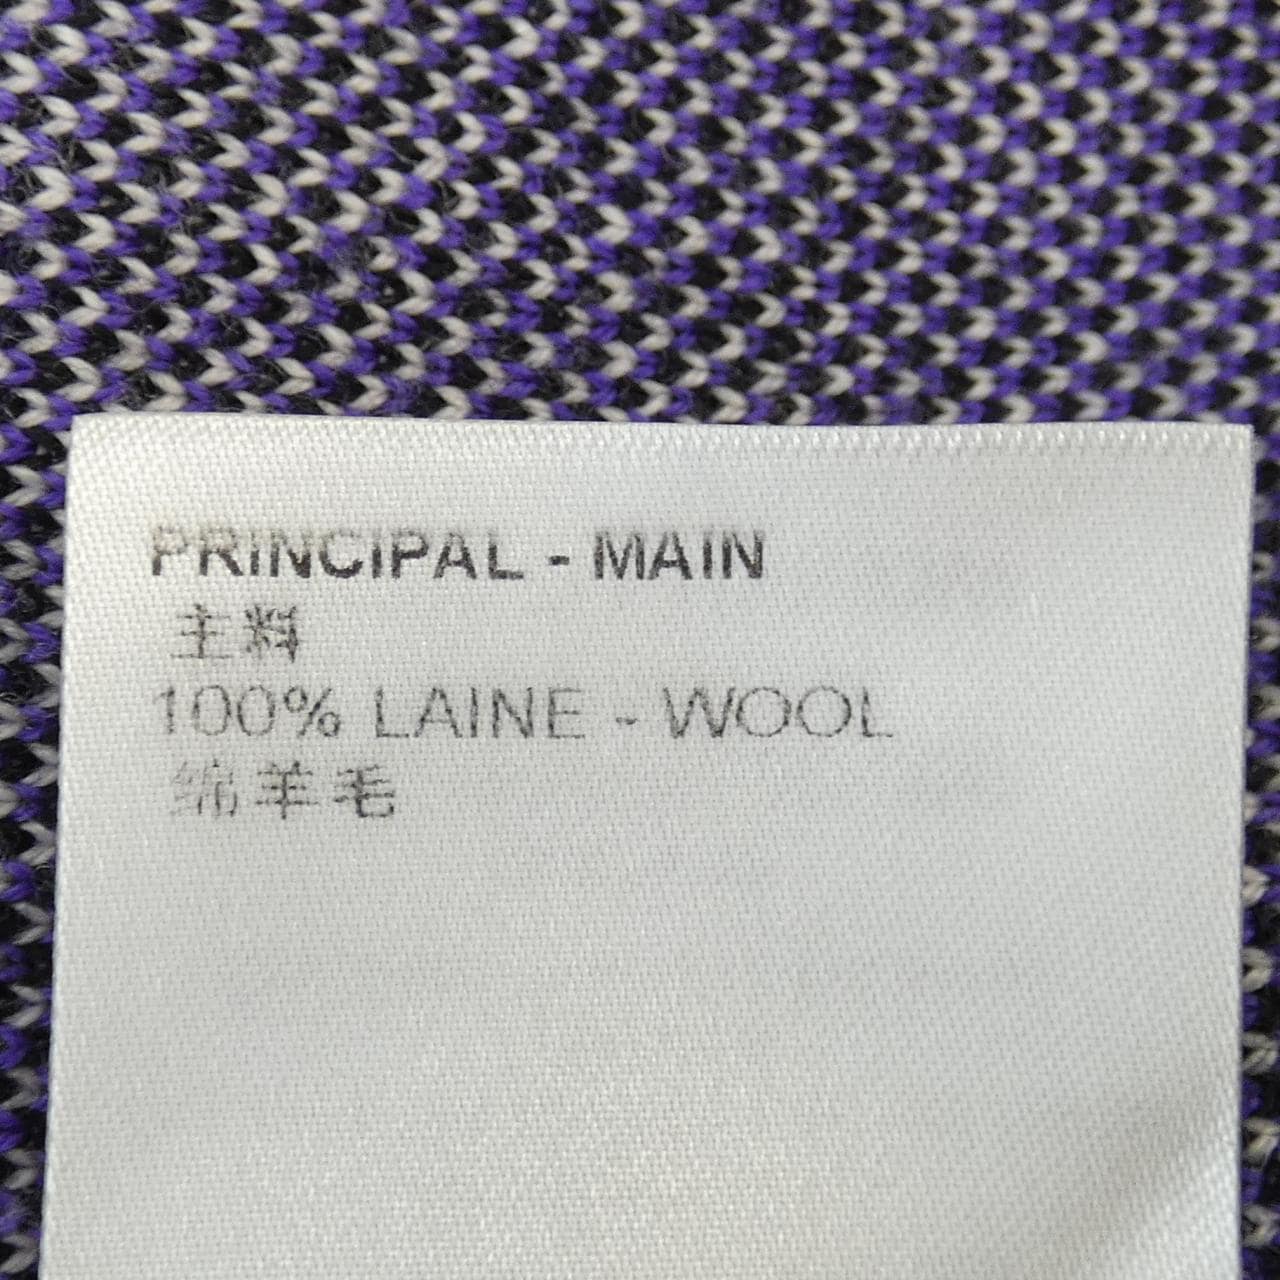 PRINCIPAL - MAIN
主料
100% LAINE - WOOL
绵羊毛